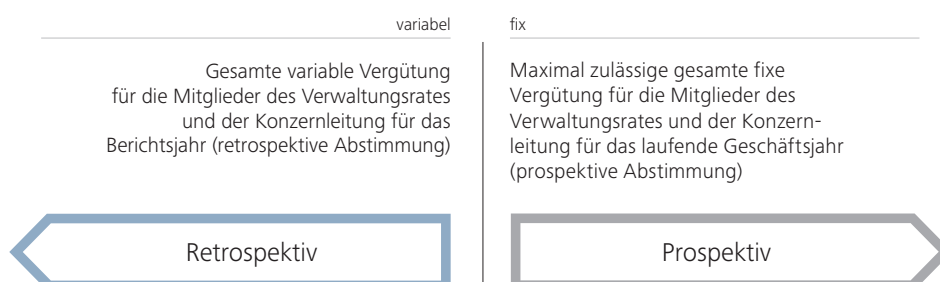 variabel
Gesamte variable Vergütung
für die Mitglieder des Verwaltungsrates
und der Konzernleitung für das
Berichtsjahr (retrospektive Abstimmung)
Retrospektiv
fix
Maximal zulässige gesamte fixe
Vergütung für die Mitglieder des
Verwaltungsrates und der Konzern-
leitung für das laufende Geschäftsjahr
(prospektive Abstimmung)
Prospektiv